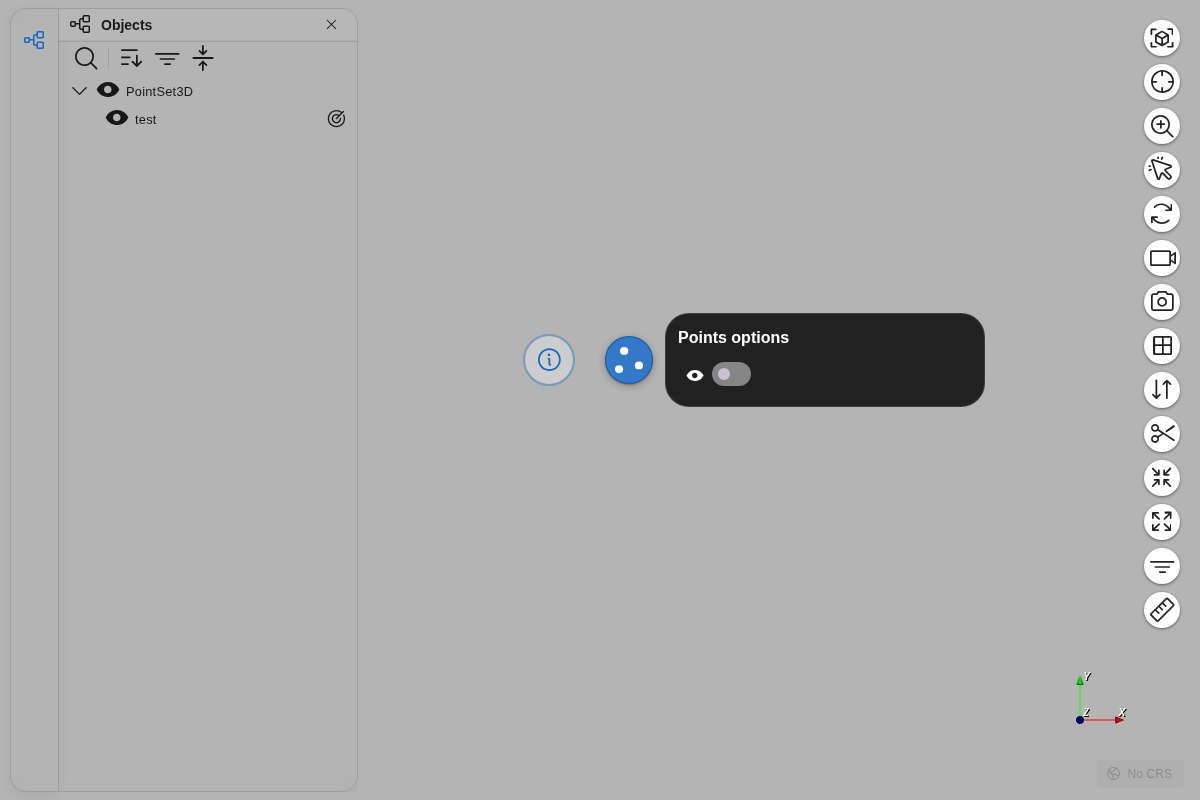 Objects
PointSet3D
test
Points options
Y
Z
X
No CRS